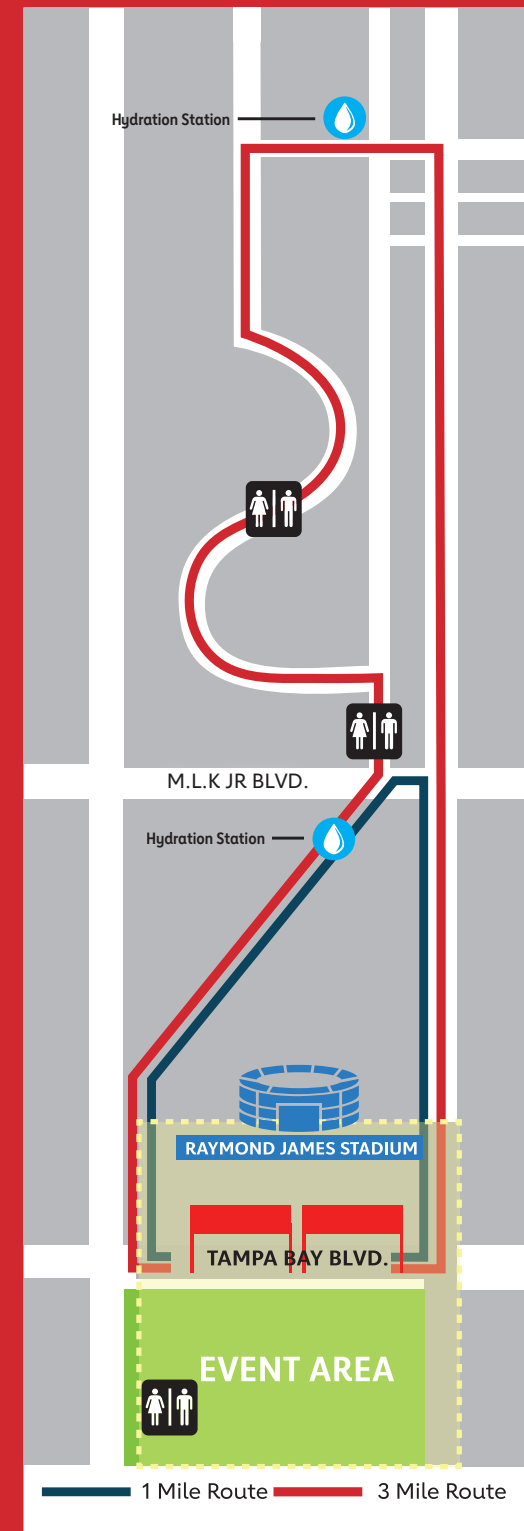 Hydration Station
M.L.K JR BLVD.
Hydration Station
RAYMOND JAMES STADIUM
TAMPA BAY BLVD.
EVENT AREA
1 Mile Route
3 Mile Route